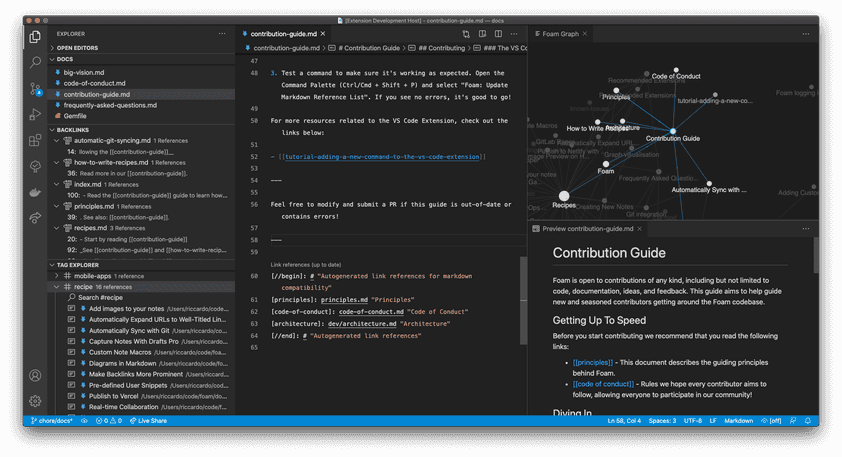 [Extension Development Host] - contribution-guide.md — docs
EXPLORER
OPEN EDITORS
DOCS
big-vision.md
code-of-conduct.md
contribution-guide.md
frequently-asked-questions.md
Gemfile
BACKLINKS
automatic-git-syncing.md 1 References
14: llowing the [[contribution-guide]]._
how-to-write-recipes.md 1 References
36: Read more in our [[contribution-guide]].
index.md 1 References
100: - Read the [[contribution-guide]] guide to learn how...
principles.md 1 References
39: . See also: [[contribution-guide]].
recipes.md 3 References
20: - Start by reading [[contribution-guide]]
92: _See [[contribution-guide]] and [[how-to-write-recip...
TAG EXPLORER
mobile-apps 1 reference
recipe 16 references
Search #recipe
Add images to your notes /Users/riccardo/code...
Automatically Expand URLs to Well-Titled Lin...
Automatically Sync with Git /Users/riccardo/c...
Capture Notes With Drafts Pro /Users/riccard...
Custom Note Macros /Users/riccardo/code/foa...
Diagrams in Markdown /Users/riccardo/code/f...
Make Backlinks More Prominent /Users/riccar...
Pre-defined User Snippets /Users/riccardo/cod...
Publish to Vercel /Users/riccardo/code/foam/do...
Real-time Collaboration /Users/riccardo/code/f...
contribution-guide.md
contribution-guide.md > # Contribution Guide > ## Contributing > ### The VS Co
47
48 3. Test a command to make sure it's working as expected. Open the
Command Palette (Ctrl/Cmd + Shift + P) and select "Foam: Update
Markdown Reference List". If you see no errors, it's good to go!
49
50 For more resources related to the VS Code Extension, check out the
links below:
51
52 - [[tutorial-adding-a-new-command-to-the-vs-code-extension]]
53
54 ---
55
56 Feel free to modify and submit a PR if this guide is out-of-date or
contains errors!
57
58 ---
59
Link references (up to date)
60 [//begin]: # "Autogenerated link references for markdown
compatibility"
61 [principles]: principles.md "Principles"
62 [code-of-conduct]: code-of-conduct.md "Code of Conduct"
63 [architecture]: dev/architecture.md "Architecture"
64 [//end]: # "Autogenerated link references"
65
Foam Graph
Code of Conduct
Recommended Extensions
Principles
tutorial-adding-a-new-co...
Foam logging
How to Write Recipes
Architecture
Contribution Guide
Automatically Expand URL
Graph visualisation
Foam
Frequently Asked Questio...
Automatically Sync with ...
Adding Custo
Recipes
Creating New Notes
Git integration
Preview contribution-guide.md
Contribution Guide
Foam is open to contributions of any kind, including but not limited to
code, documentation, ideas, and feedback. This guide aims to help
guide new and seasoned contributors getting around the Foam codebase.
Getting Up To Speed
Before you start contributing we recommend that you read the following
links:
• [[principles]] - This document describes the guiding principles
behind Foam.
• [[code of conduct]] - Rules we hope every contributor aims to
follow, allowing everyone to participate in our community!
Diving In
chore/docs* 0 0 Live Share Ln 58, Col 4 Spaces: 3 UTF-8 LF Markdown [off]